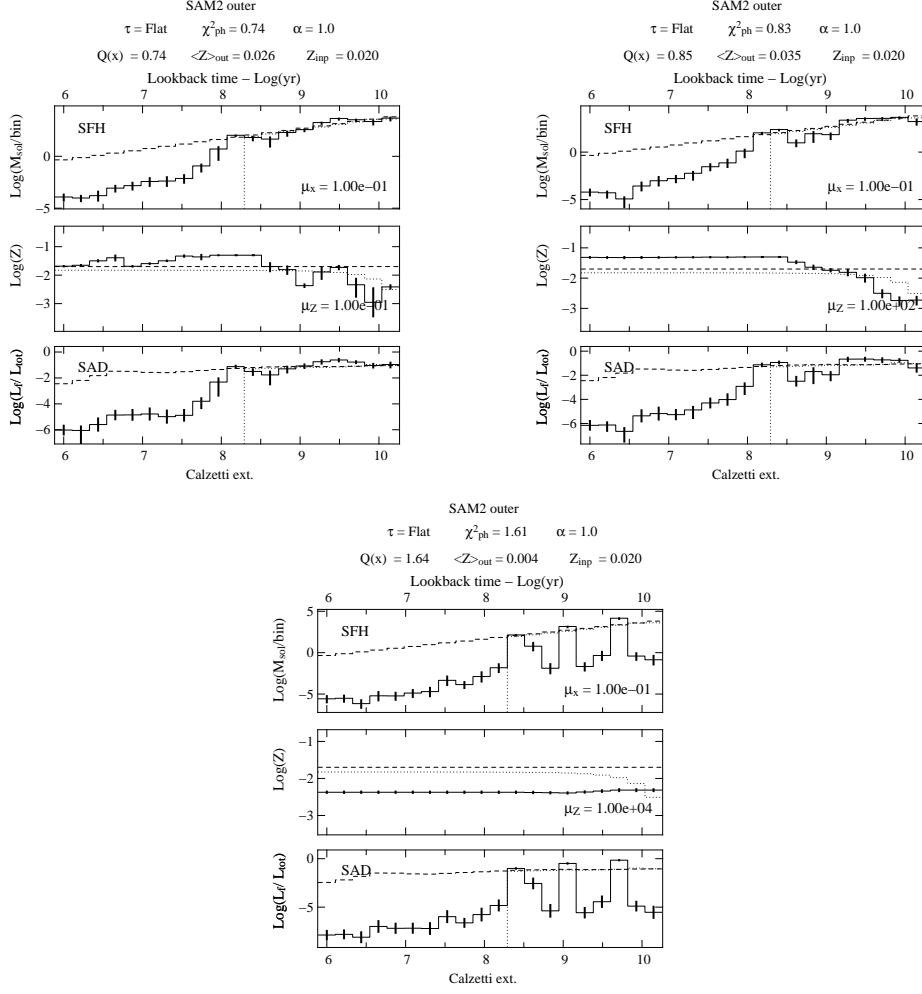 SAM2 outer
τ = Flat χ²ph = 0.74 α = 1.0
Q(x) = 0.74 <Z>out = 0.026 Zinp = 0.020
Lookback time − Log(yr)
6 7 8 9 10
Log(Msol/bin)
0
−5
SFH
μx = 1.00e−01
Log(Z)
−1
−2
−3
μZ = 1.00e−01
Log(Lf/ Ltot)
0
−2
−4
−6
SAD
6 7 8 9 10
Calzetti ext.
SAM2 outer
τ = Flat χ²ph = 0.83 α = 1.0
Q(x) = 0.85 <Z>out = 0.035 Zinp = 0.020
Lookback time − Log(yr)
6 7 8 9 10
Log(Msol/bin)
0
−5
SFH
μx = 1.00e−01
Log(Z)
−1
−2
−3
μZ = 1.00e+02
Log(Lf/ Ltot)
0
−2
−4
−6
SAD
6 7 8 9 10
Calzetti ext.
SAM2 outer
τ = Flat χ²ph = 1.61 α = 1.0
Q(x) = 1.64 <Z>out = 0.004 Zinp = 0.020
Lookback time − Log(yr)
6 7 8 9 10
Log(Msol/bin)
5
0
−5
SFH
μx = 1.00e−01
Log(Z)
−1
−2
−3
μZ = 1.00e+04
Log(Lf/ Ltot)
0
−5
SAD
6 7 8 9 10
Calzetti ext.